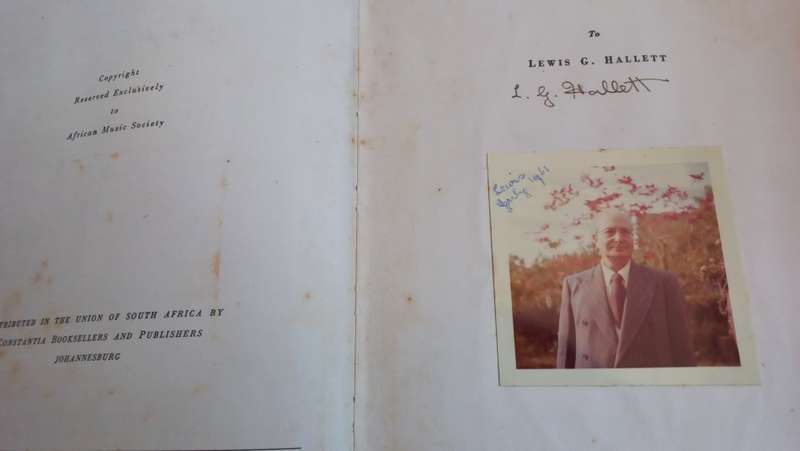 Copyright
Reserved Exclusively
to
African Music Society
TRIBUTED IN THE UNION OF SOUTH AFRICA BY
CONSTANTIA BOOKSELLERS AND PUBLISHERS
JOHANNESBURG
To
LEWIS G. HALLETT
L. G. Hallett
Lewis
July 1961